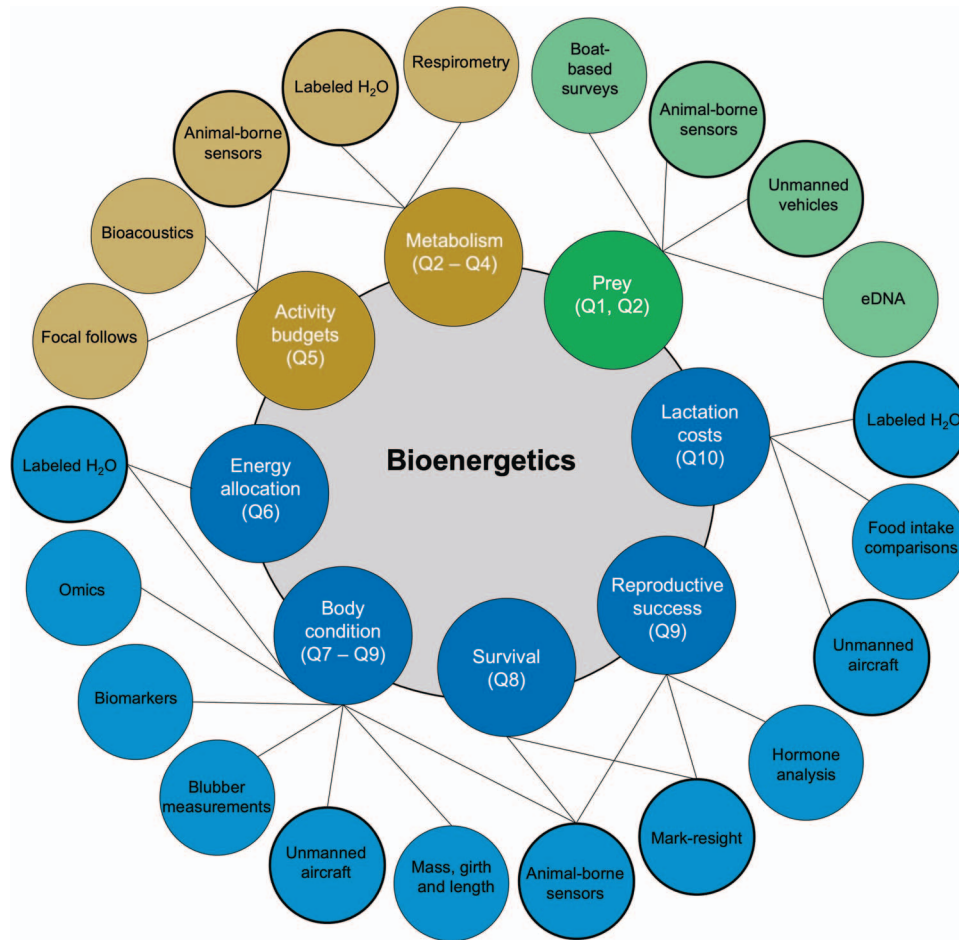 Respirometry
Labeled H₂O
Animal-borne
sensors
Bioacoustics
Focal follows
Boat-
based
surveys
Animal-borne
sensors
Unmanned
vehicles
eDNA
Metabolism
(Q2 – Q4)
Prey
(Q1, Q2)
Activity
budgets
(Q5)
Lactation
costs
(Q10)
Labeled H₂O
Labeled H₂O
Energy
allocation
(Q6)
Bioenergetics
Food intake
comparisons
Omics
Body
condition
(Q7 – Q9)
Survival
(Q8)
Reproductive
success
(Q9)
Unmanned
aircraft
Biomarkers
Blubber
measurements
Unmanned
aircraft
Mass, girth
and length
Animal-borne
sensors
Mark-resight
Hormone
analysis